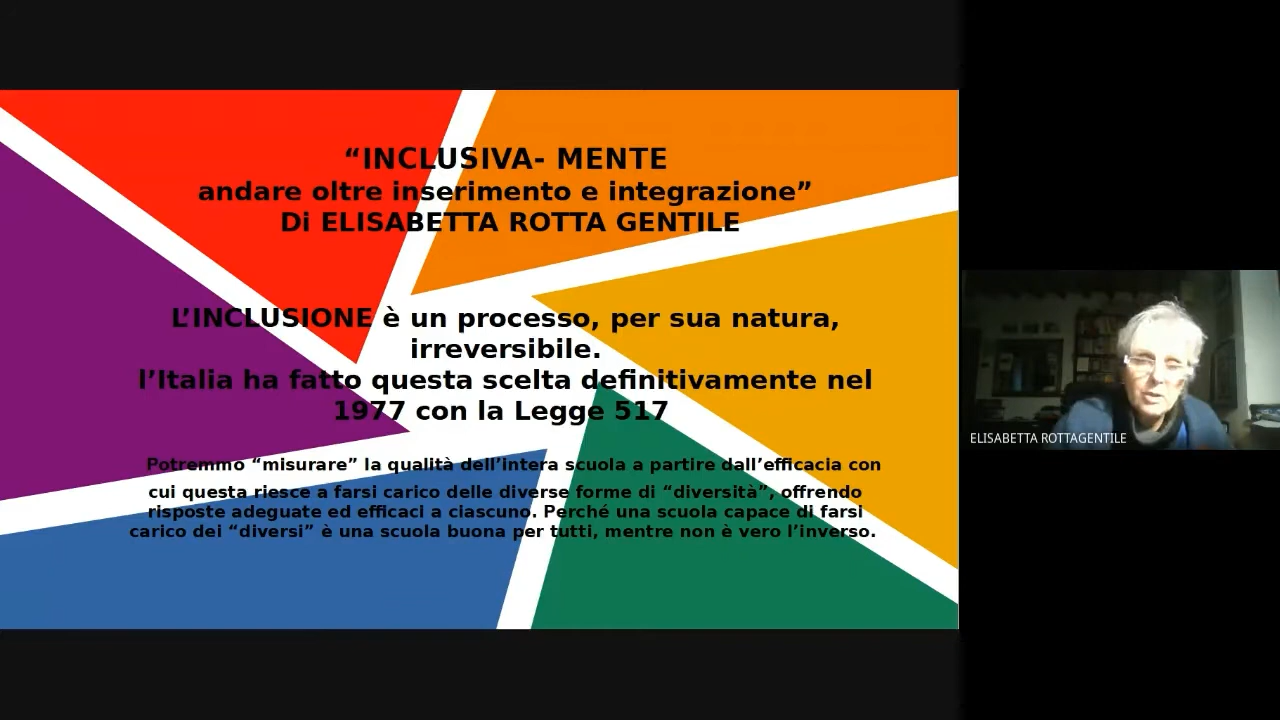 “INCLUSIVA- MENTE
andare oltre inserimento e integrazione”
Di ELISABETTA ROTTA GENTILE
L’INCLUSIONE è un processo, per sua natura,
irreversibile.
l’Italia ha fatto questa scelta definitivamente nel
1977 con la Legge 517
Potremmo “misurare” la qualità dell’intera scuola a partire dall’efficacia con
cui questa riesce a farsi carico delle diverse forme di “diversità”, offrendo
risposte adeguate ed efficaci a ciascuno. Perché una scuola capace di farsi
carico dei “diversi” è una scuola buona per tutti, mentre non è vero l’inverso.
ELISABETTA ROTTAGENTILE